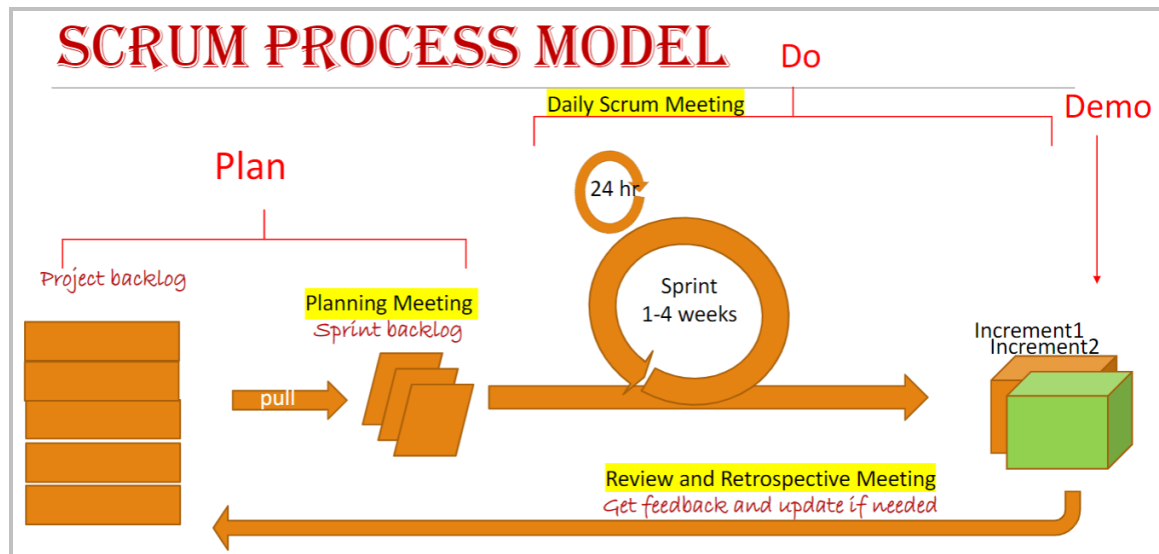 SCRUM PROCESS MODEL
Do
Daily Scrum Meeting
Demo
Plan
24 hr
Project backlog
Planning Meeting
Sprint backlog
Sprint
1-4 weeks
Increment1
Increment2
pull
Review and Retrospective Meeting
Get feedback and update if needed